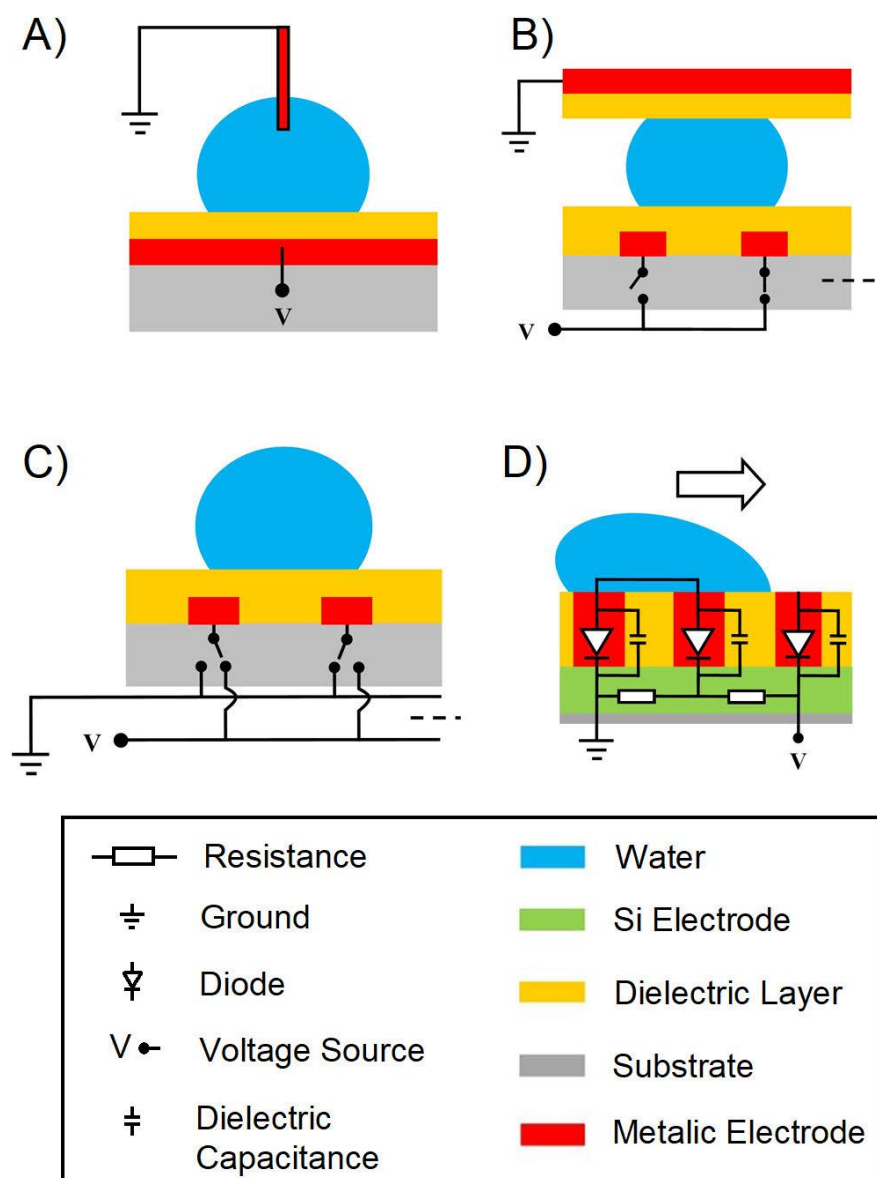 A)
B)
V
V
C)
D)
V
V
Resistance
Ground
Diode
V Voltage Source
Dielectric
Capacitance
Water
Si Electrode
Dielectric Layer
Substrate
Metalic Electrode